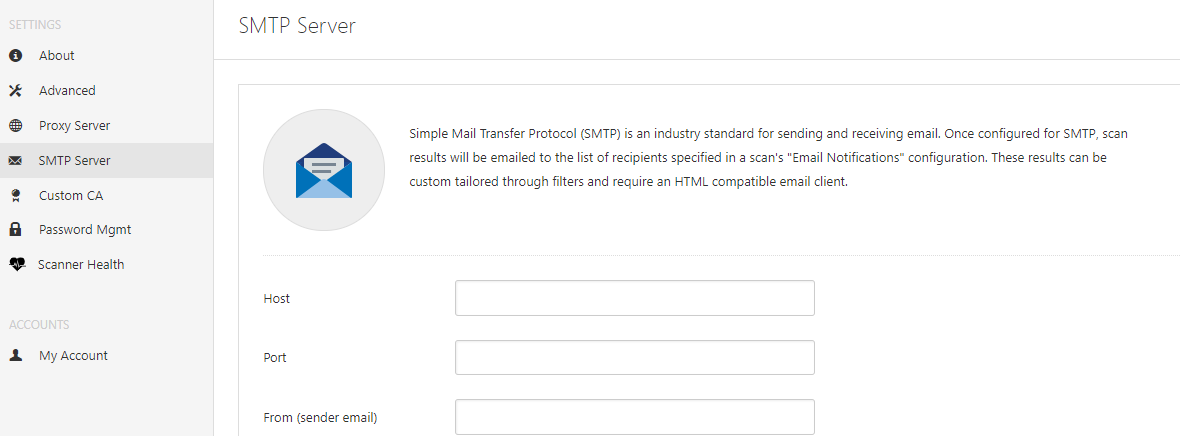 SETTINGS
About
Advanced
Proxy Server
SMTP Server
Custom CA
Password Mgmt
Scanner Health
ACCOUNTS
My Account
SMTP Server
Simple Mail Transfer Protocol (SMTP) is an industry standard for sending and receiving email. Once configured for SMTP, scan
results will be emailed to the list of recipients specified in a scan's "Email Notifications" configuration. These results can be
custom tailored through filters and require an HTML compatible email client.
Host
Port
From (sender email)